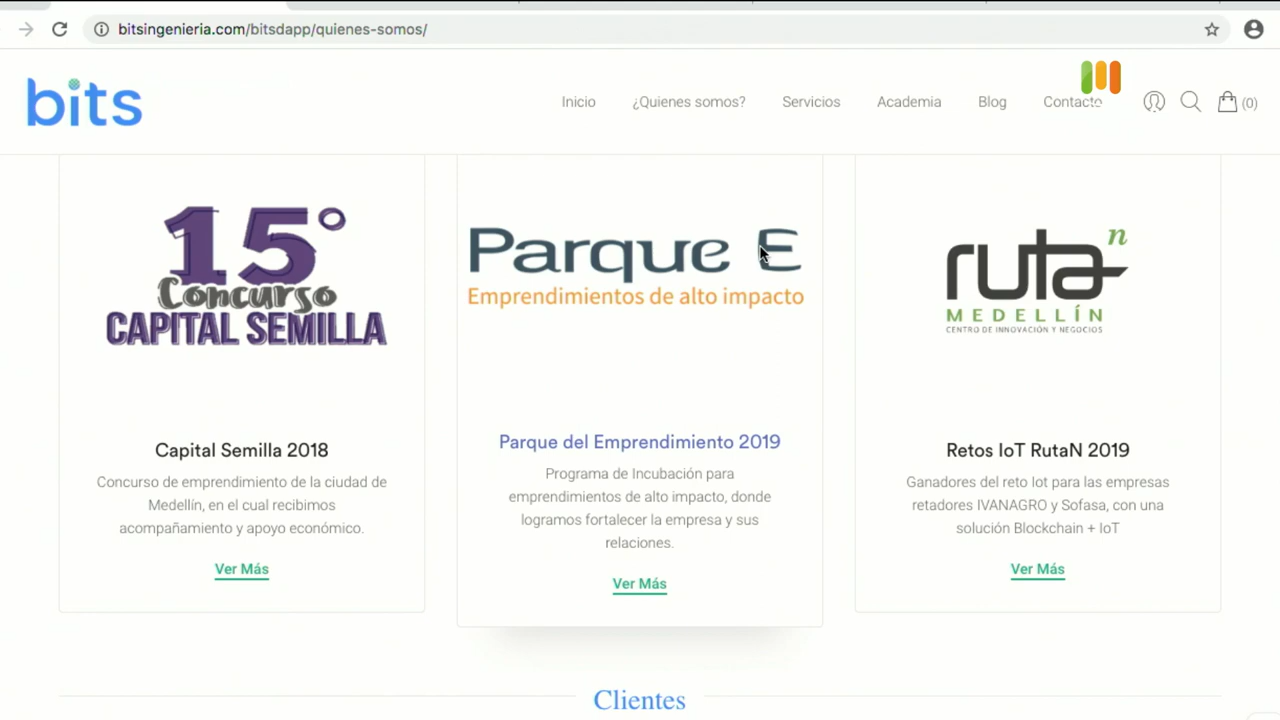 bitsingenieria.com/bitsdapp/quienes-somos/
bits
Inicio
¿Quienes somos?
Servicios
Academia
Blog
Contacto
(0)
15°
Concurso
CAPITAL SEMILLA
Capital Semilla 2018
Concurso de emprendimiento de la ciudad de
Medellín, en el cual recibimos
acompañamiento y apoyo económico.
Ver Más
Parque E
Emprendimientos de alto impacto
Parque del Emprendimiento 2019
Programa de Incubación para
emprendimientos de alto impacto, donde
logramos fortalecer la empresa y sus
relaciones.
Ver Más
ruta n
MEDELLÍN
CENTRO DE INNOVACIÓN Y NEGOCIOS
Retos IoT RutaN 2019
Ganadores del reto Iot para las empresas
retadores IVANAGRO y Sofasa, con una
solución Blockchain + IoT
Ver Más
Clientes